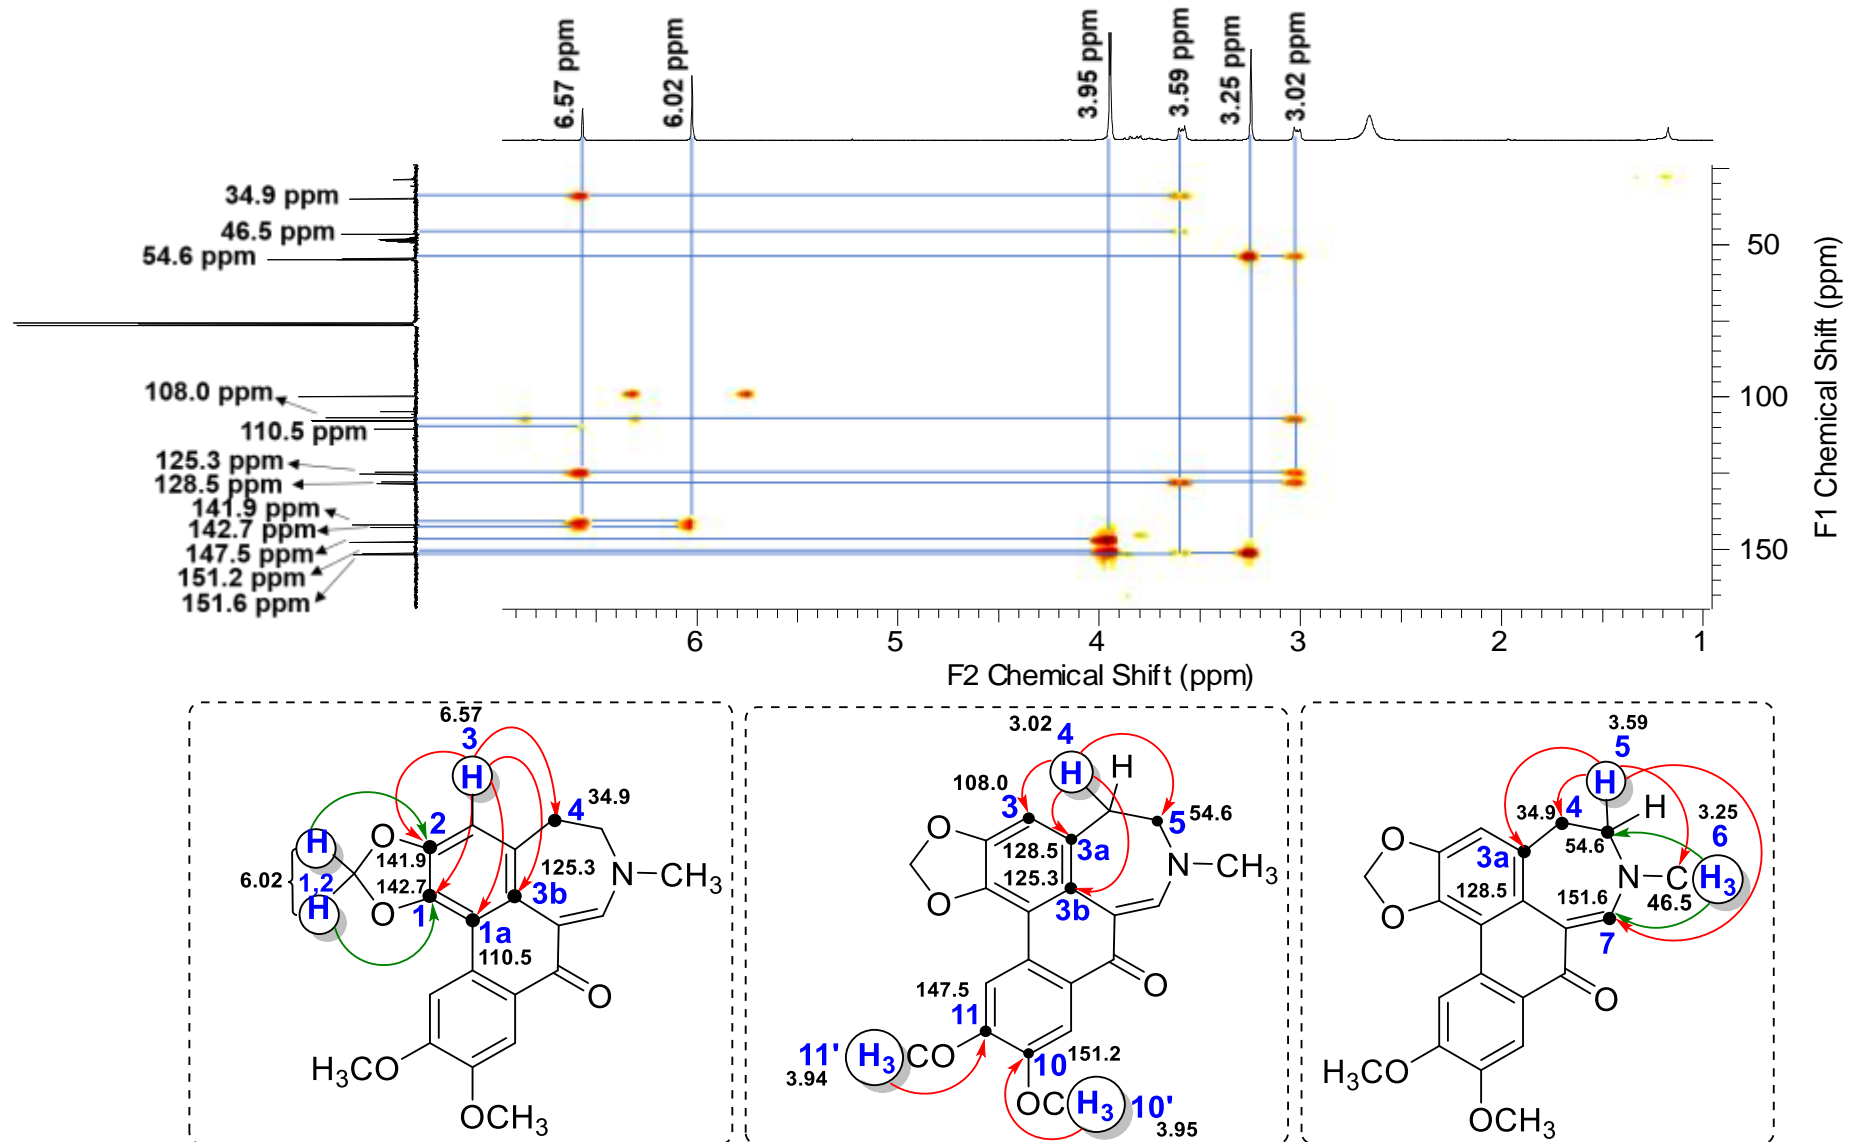 6.57 ppm
6.02 ppm
3.95 ppm
3.59 ppm
3.25 ppm
3.02 ppm
34.9 ppm
46.5 ppm
54.6 ppm
108.0 ppm
110.5 ppm
125.3 ppm
128.5 ppm
141.9 ppm
142.7 ppm
147.5 ppm
151.2 ppm
151.6 ppm
50
100
150
F1 Chemical Shift (ppm)
6 5 4 3 2 1
F2 Chemical Shift (ppm)
6.57
3
H
4 34.9
2
H O
141.9 125.3
6.02 1,2 N CH3
142.7 3b
H O 1
1a
110.5
O
H3CO
OCH3
3.02 4
H H
108.0
3
5 54.6
O 3a
128.5 N CH3
125.3
O 3b
147.5 O
11
11' H3 CO 10 151.2
3.94
OC H3 10'
3.95
3.59
5
H H
34.9 4 3.25
O 6
3a 54.6
N C H3
128.5 151.6 46.5
O
7
O
H3CO
OCH3